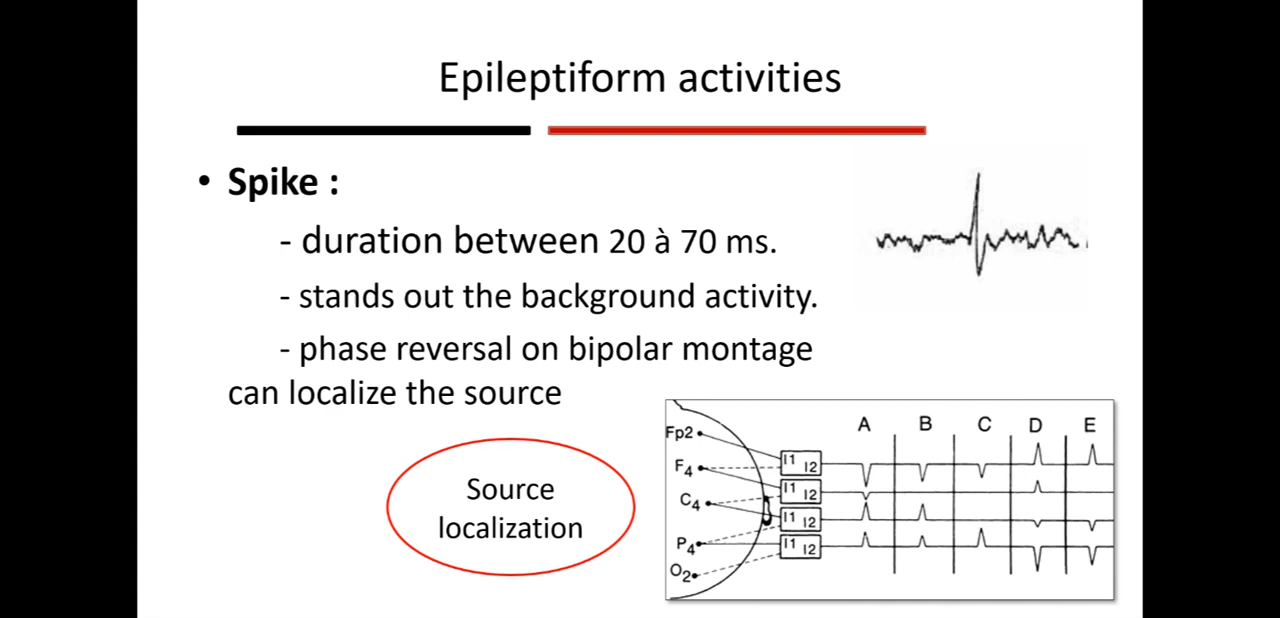 Epileptiform activities
• Spike :
- duration between 20 à 70 ms.
- stands out the background activity.
- phase reversal on bipolar montage
can localize the source
Source
localization
A B C D E
Fp2
I1 I2
F4
I1 I2
C4
I1 I2
P4
I1 I2
O2